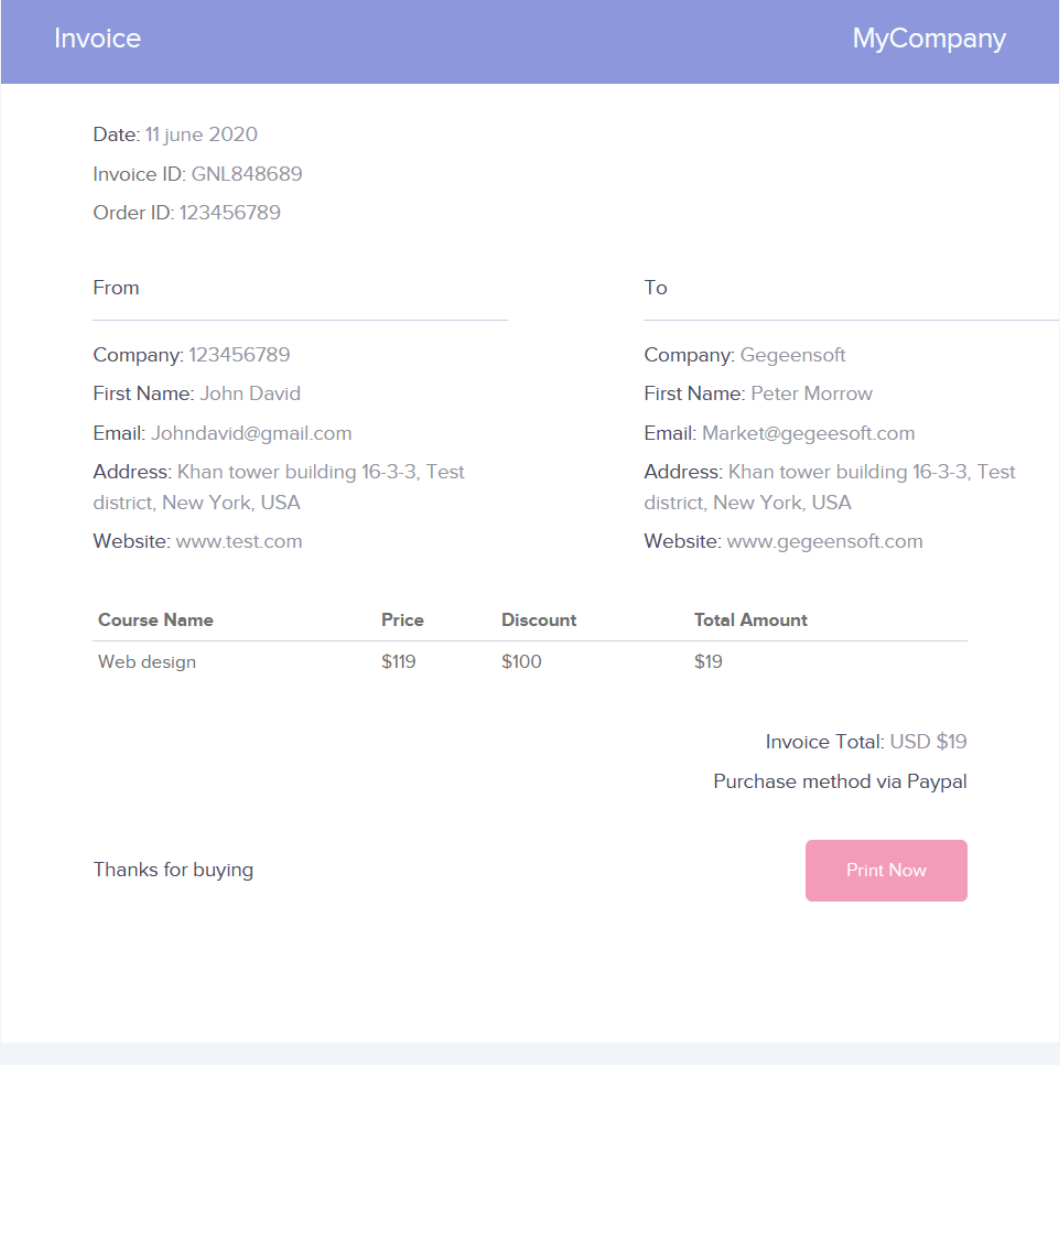 Invoice MyCompany
Date: 11 june 2020
Invoice ID: GNL848689
Order ID: 123456789
From
Company: 123456789
First Name: John David
Email: Johndavid@gmail.com
Address: Khan tower building 16-3-3, Test
district, New York, USA
Website: www.test.com
To
Company: Gegeensoft
First Name: Peter Morrow
Email: Market@gegeesoft.com
Address: Khan tower building 16-3-3, Test
district, New York, USA
Website: www.gegeensoft.com
Course Name Price Discount Total Amount
Web design $119 $100 $19
Invoice Total: USD $19
Purchase method via Paypal
Thanks for buying
Print Now